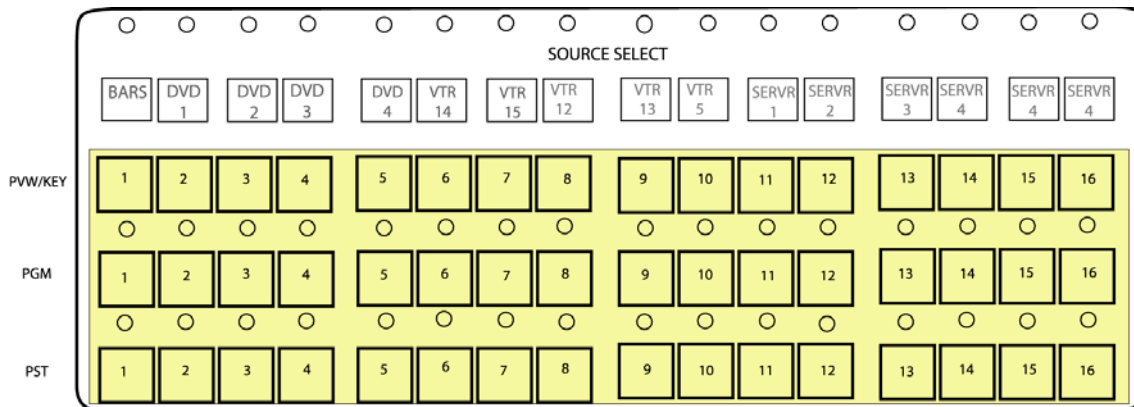 SOURCE SELECT
BARS DVD 1 DVD 2 DVD 3 DVD 4 VTR 14 VTR 15 VTR 12 VTR 13 VTR 5 SERVR 1 SERVR 2 SERVR 3 SERVR 4 SERVR 4 SERVR 4
PVW/KEY 1 2 3 4 5 6 7 8 9 10 11 12 13 14 15 16
PGM 1 2 3 4 5 6 7 8 9 10 11 12 13 14 15 16
PST 1 2 3 4 5 6 7 8 9 10 11 12 13 14 15 16